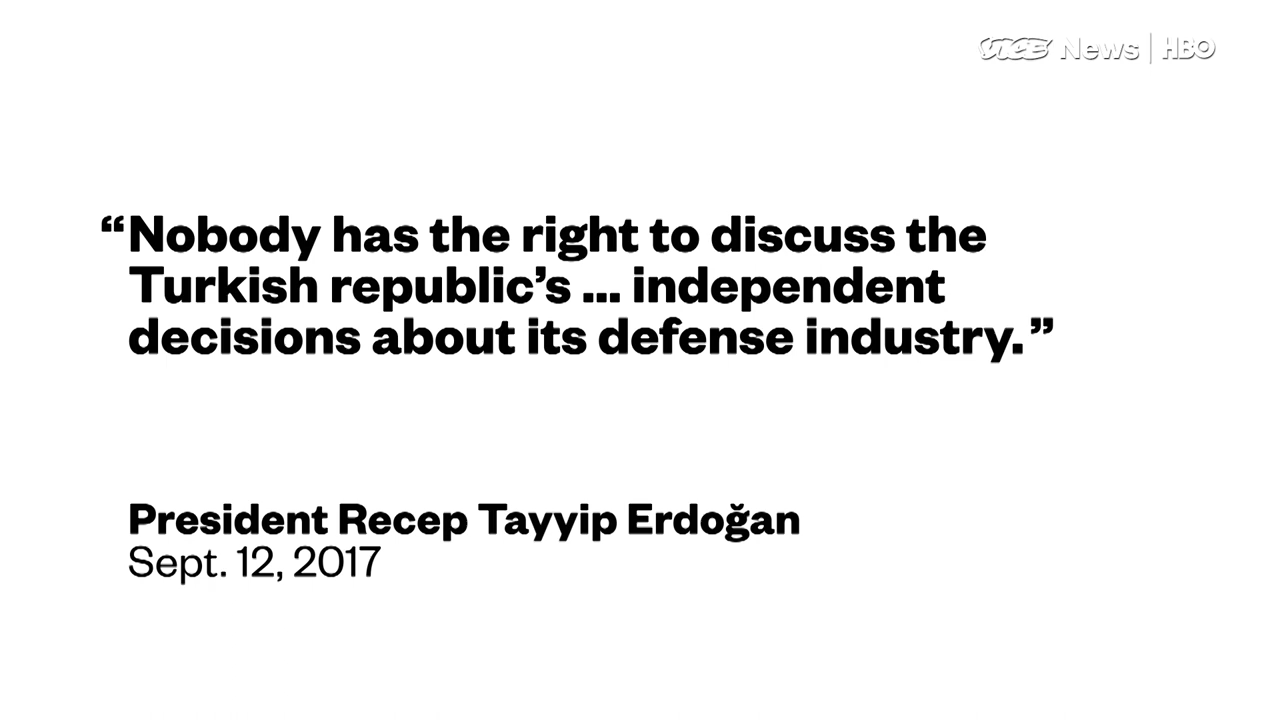 VICE News | HBO
“Nobody has the right to discuss the
Turkish republic’s ... independent
decisions about its defense industry.”
President Recep Tayyip Erdoğan
Sept. 12, 2017